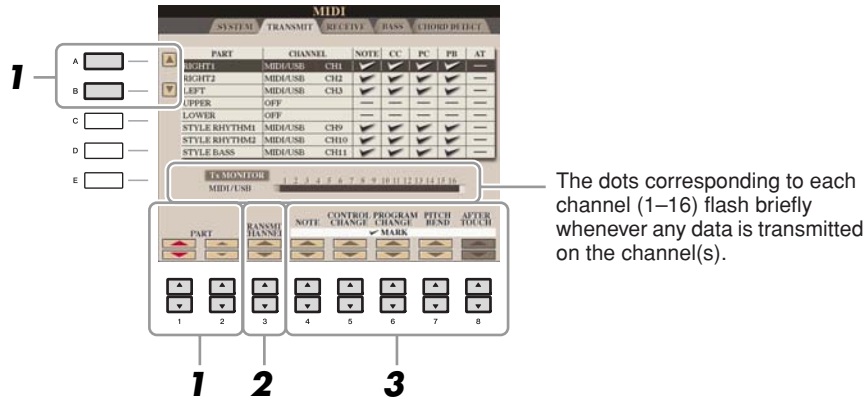 MIDI
SYSTEM TRANSMIT RECEIVE BASS CHORD DETECT
PART CHANNEL NOTE CC PC PB AT
RIGHT1 MIDI/USB CH1
RIGHT2 MIDI/USB CH2
LEFT MIDI/USB CH3
UPPER OFF
LOWER OFF
STYLE RHYTHM1 MIDI/USB CH9
STYLE RHYTHM2 MIDI/USB CH10
STYLE BASS MIDI/USB CH11
A
B
C
D
E
1
Tx MONITOR
MIDI/USB 1 2 3 4 5 6 7 8 9 10 11 12 13 14 15 16
The dots corresponding to each
channel (1–16) flash briefly
whenever any data is transmitted
on the channel(s).
PART
RANSMI
HANNE
NOTE
CONTROL
CHANGE
PROGRAM
CHANGE
PITCH
BEND
AFTER
TOUCH
MARK
1 2 3 4 5 6 7 8
1 2 3